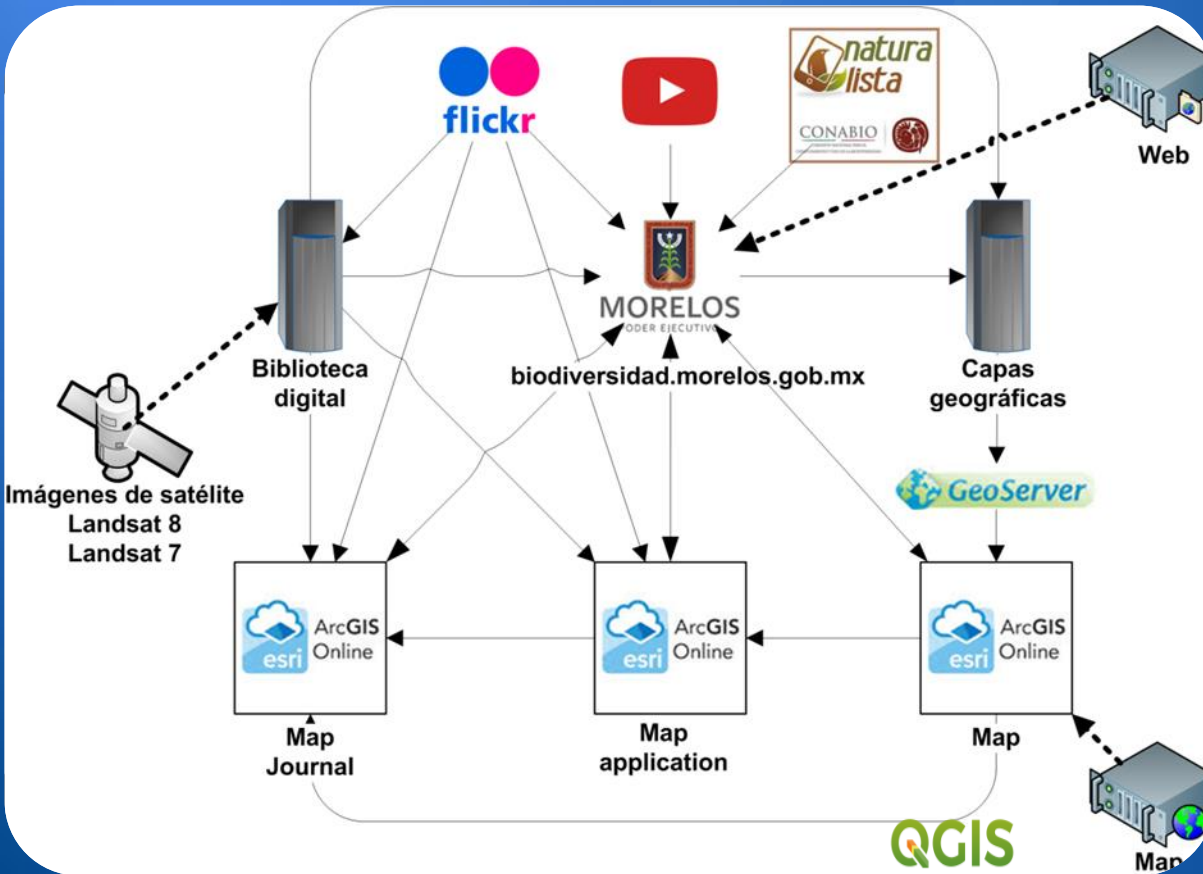 flickr
natura
lista
CONABIO
Web
MORELOS
PODER EJECUTIVO
biodiversidad.morelos.gob.mx
Biblioteca
digital
Capas
geográficas
Imágenes de satélite
Landsat 8
Landsat 7
GeoServer
ArcGIS
Online
esri
ArcGIS
Online
esri
ArcGIS
Online
esri
Map
Journal
Map
application
Map
QGIS
Map